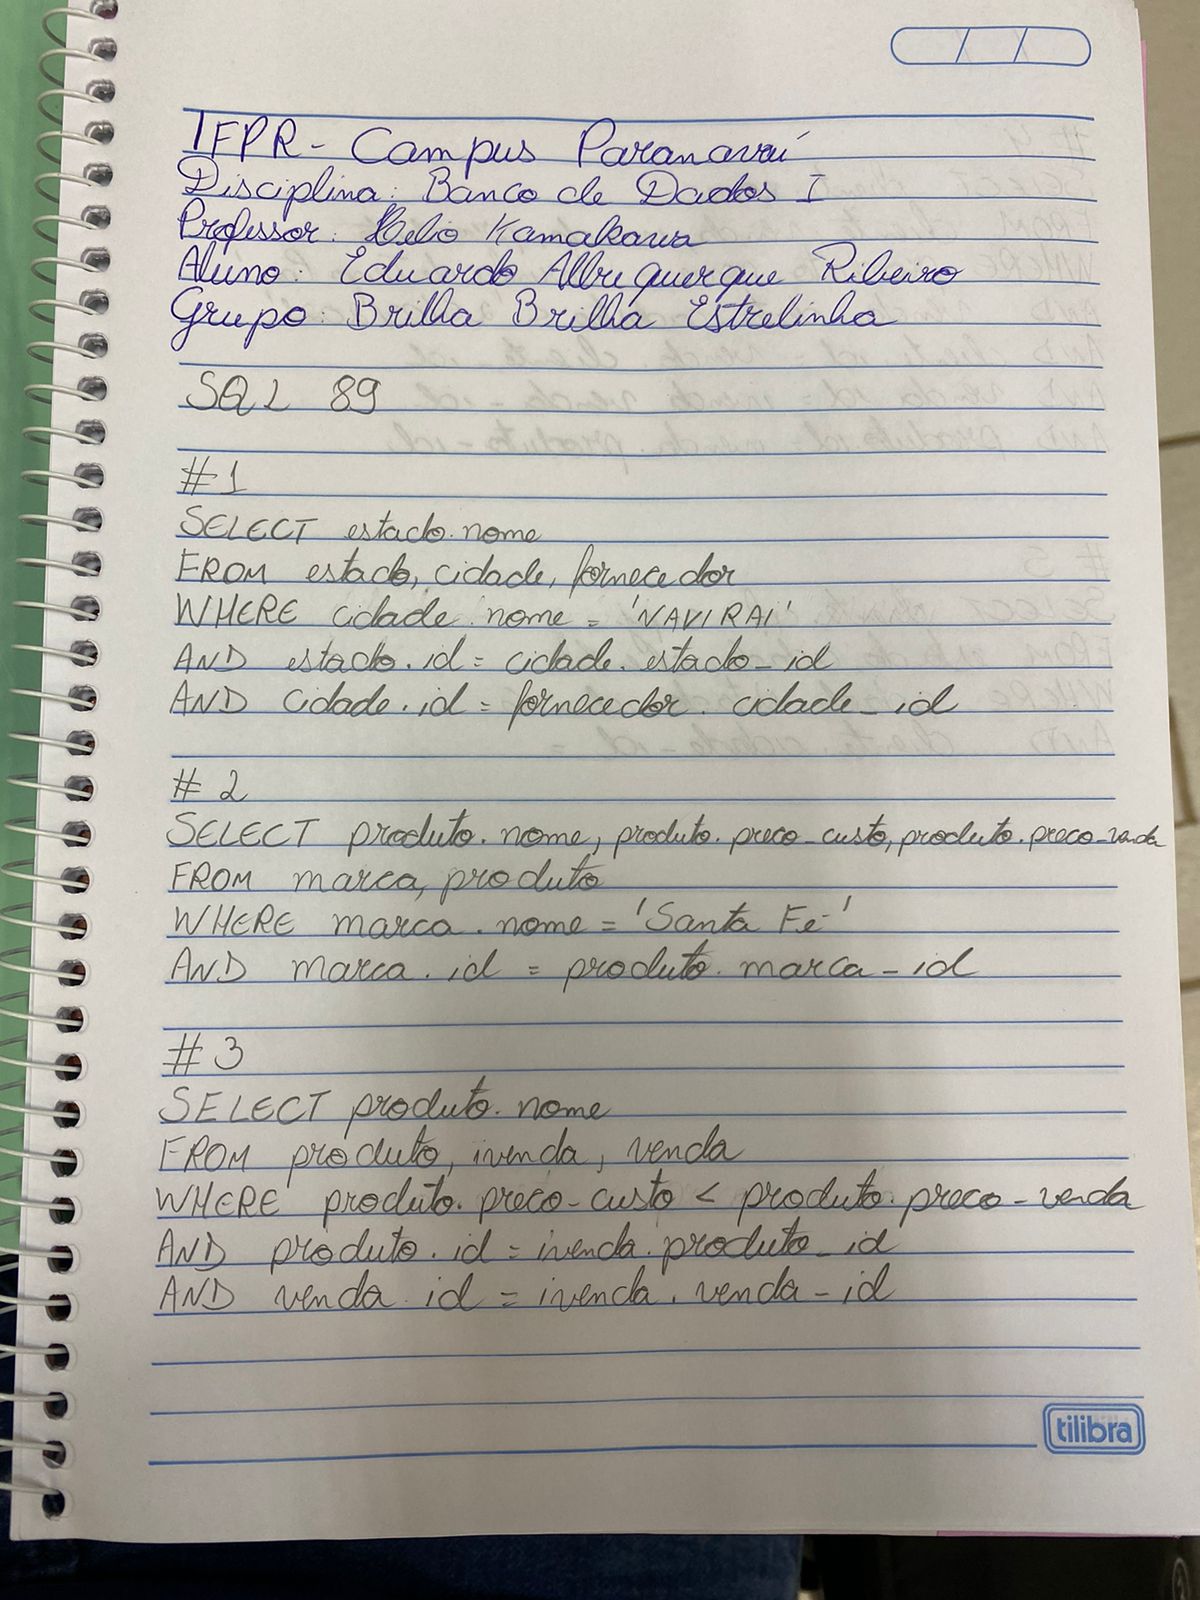 IFPR - Campus Paranavaí
Disciplina: Banco de Dados I
Professor: Helio Kamakawa
Aluno: Eduardo Albuquerque Ribeiro
Grupo: Brilha Brilha Estrelinha
SQL 89
#1
SELECT estado.nome
FROM estado, cidade, fornecedor
WHERE cidade.nome = 'NAVIRAI'
AND estado.id = cidade.estado_id
AND cidade.id = fornecedor.cidade_id
#2
SELECT produto.nome, produto.preco_custo, produto.preco_venda
FROM marca, produto
WHERE marca.nome = 'Santa Fé'
AND marca.id = produto.marca_id
#3
SELECT produto.nome
FROM produto, ivenda, venda
WHERE produto.preco_custo < produto.preco_venda
AND produto.id = ivenda.produto_id
AND venda.id = ivenda.venda_id
tilibra